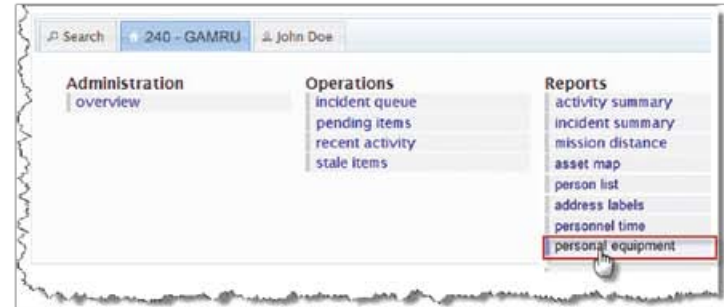 Search 240 - GAMRU John Doe
Administration
overview
Operations
incident queue
pending items
recent activity
stale items
Reports
activity summary
incident summary
mission distance
asset map
person list
address labels
personnel time
personal equipment